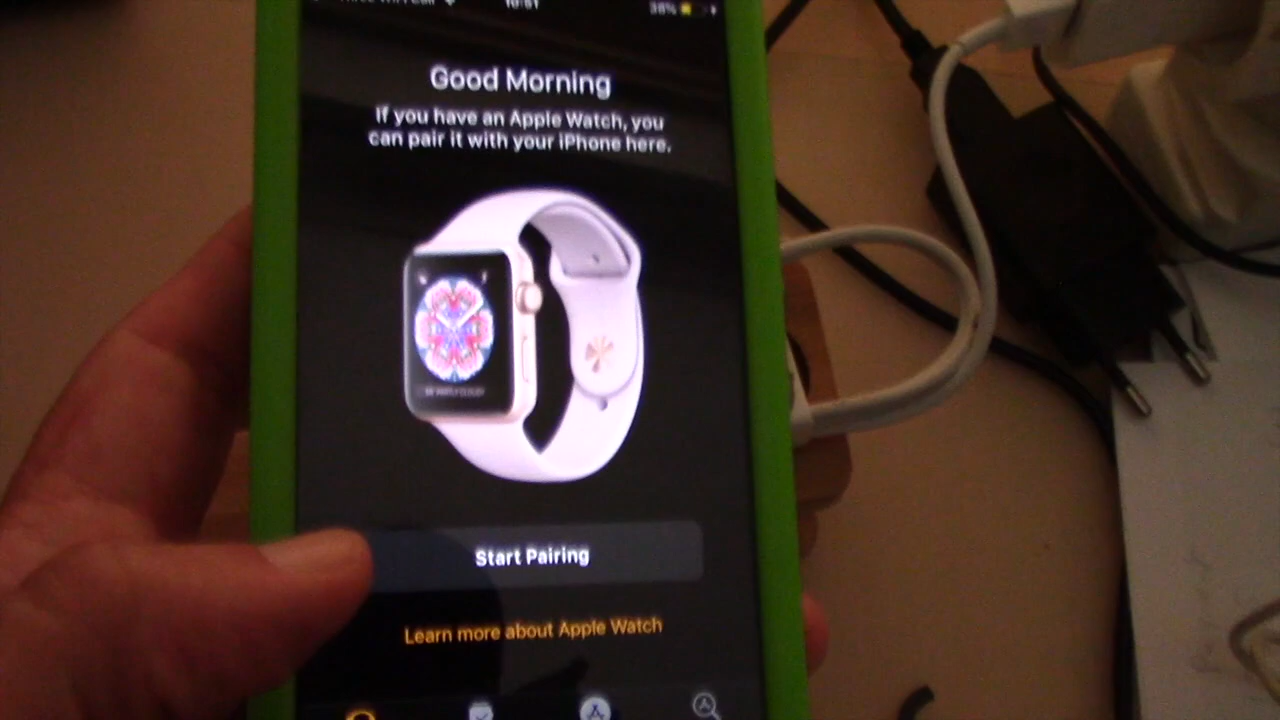 38%
Good Morning
If you have an Apple Watch, you
can pair it with your iPhone here.
Start Pairing
Learn more about Apple Watch